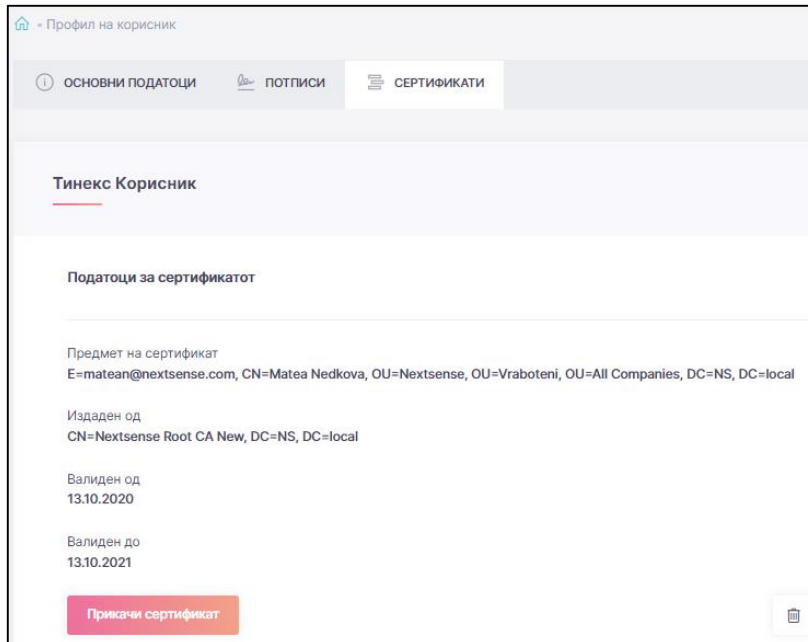 - Профил на корисник
ОСНОВНИ ПОДАТОЦИ ПОТПИСИ СЕРТИФИКАТИ
Тинекс Корисник
Податоци за сертификатот
Предмет на сертификат
E=matean@nextsense.com, CN=Matea Nedkova, OU=Nextsense, OU=Vraboteni, OU=All Companies, DC=NS, DC=local
Издаден од
CN=Nextsense Root CA New, DC=NS, DC=local
Валиден од
13.10.2020
Валиден до
13.10.2021
Прикачи сертификат